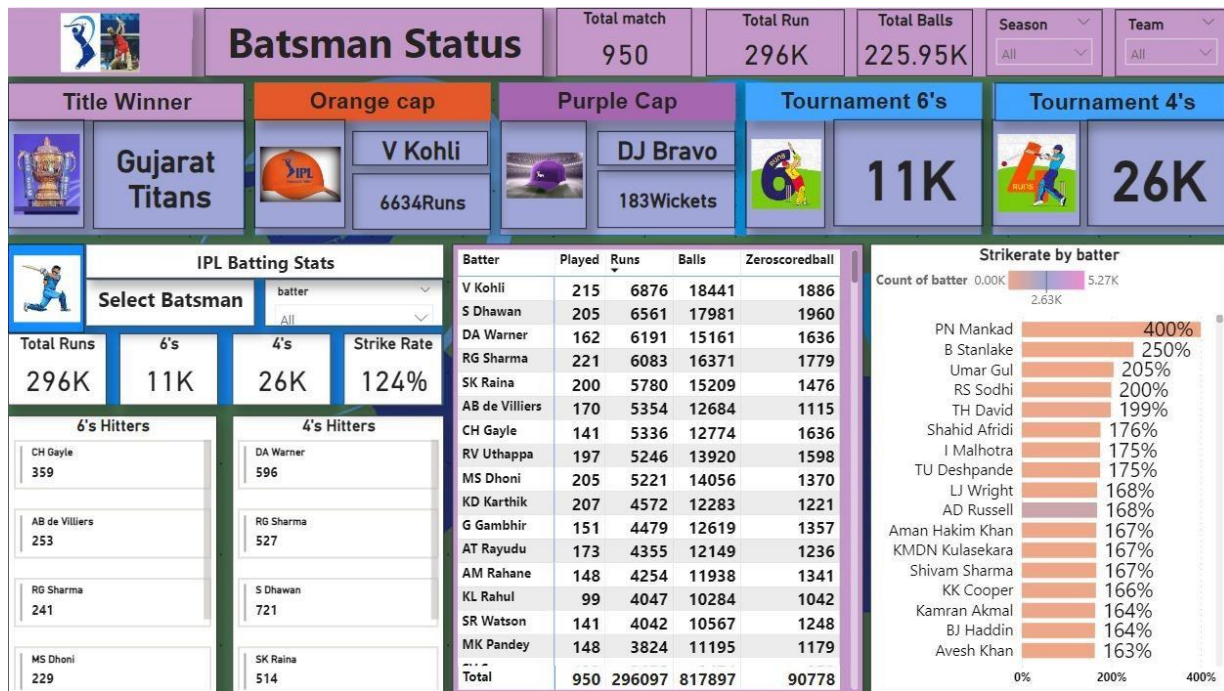 Batsman Status
Total match
950
Total Run
296K
Total Balls
225.95K
Season
All
Team
All
Title Winner
Gujarat
Titans
Orange cap
IPL
V Kohli
6634Runs
Purple Cap
DJ Bravo
183Wickets
Tournament 6's
6
RUNS
11K
Tournament 4's
4
RUNS
26K
IPL Batting Stats
Select Batsman
batter
All
Total Runs
296K
6's
11K
4's
26K
Strike Rate
124%
6's Hitters
CH Gayle
359
AB de Villiers
253
RG Sharma
241
MS Dhoni
229
4's Hitters
DA Warner
596
RG Sharma
527
S Dhawan
721
SK Raina
514
Batter Played Runs Balls Zeroscoredball
V Kohli 215 6876 18441 1886
S Dhawan 205 6561 17981 1960
DA Warner 162 6191 15161 1636
RG Sharma 221 6083 16371 1779
SK Raina 200 5780 15209 1476
AB de Villiers 170 5354 12684 1115
CH Gayle 141 5336 12774 1636
RV Uthappa 197 5246 13920 1598
MS Dhoni 205 5221 14056 1370
KD Karthik 207 4572 12283 1221
G Gambhir 151 4479 12619 1357
AT Rayudu 173 4355 12149 1236
AM Rahane 148 4254 11938 1341
KL Rahul 99 4047 10284 1042
SR Watson 141 4042 10567 1248
MK Pandey 148 3824 11195 1179
Total 950 296097 817897 90778
Strikerate by batter
Count of batter 0.00K 5.27K
2.63K
PN Mankad 400%
B Stanlake 250%
Umar Gul 205%
RS Sodhi 200%
TH David 199%
Shahid Afridi 176%
I Malhotra 175%
TU Deshpande 175%
LJ Wright 168%
AD Russell 168%
Aman Hakim Khan 167%
KMDN Kulasekara 167%
Shivam Sharma 167%
KK Cooper 166%
Kamran Akmal 164%
BJ Haddin 164%
Avesh Khan 163%
0% 200% 400%